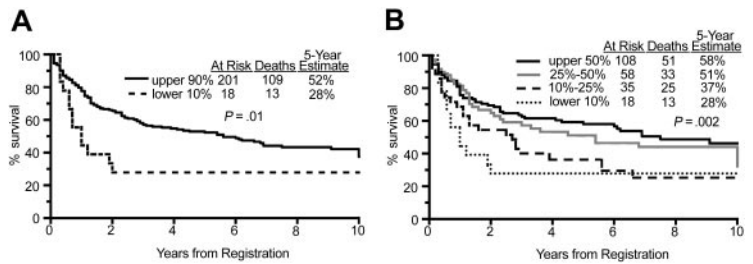 A
5-Year
At Risk Deaths Estimate
upper 90% 201 109 52%
lower 10% 18 13 28%
P = .01
% survival
100
80
60
40
20
0
0 2 4 6 8 10
Years from Registration
B
5-Year
At Risk Deaths Estimate
upper 50% 108 51 58%
25%-50% 58 33 51%
10%-25% 35 25 37%
lower 10% 18 13 28%
P = .002
% survival
100
80
60
40
20
0
0 2 4 6 8 10
Years from Registration